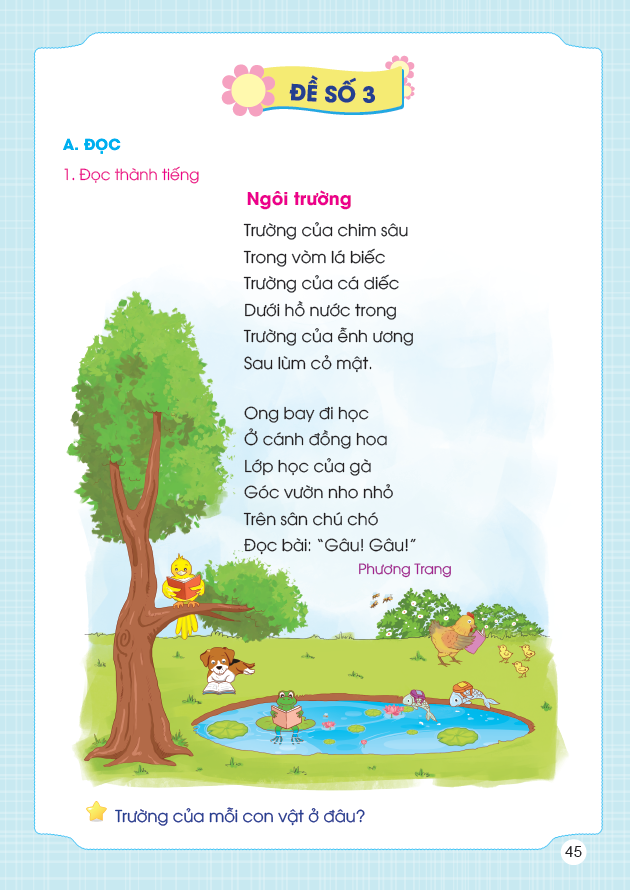 ĐỀ SỐ 3
A. ĐỌC
1. Đọc thành tiếng
Ngôi trường
Trường của chim sâu
Trong vòm lá biếc
Trường của cá diếc
Dưới hồ nước trong
Trường của ễnh ương
Sau lùm cỏ mật.
Ong bay đi học
Ở cánh đồng hoa
Lớp học của gà
Góc vườn nho nhỏ
Trên sân chú chó
Đọc bài: “Gâu! Gâu!”
Phương Trang
Trường của mỗi con vật ở đâu?
45